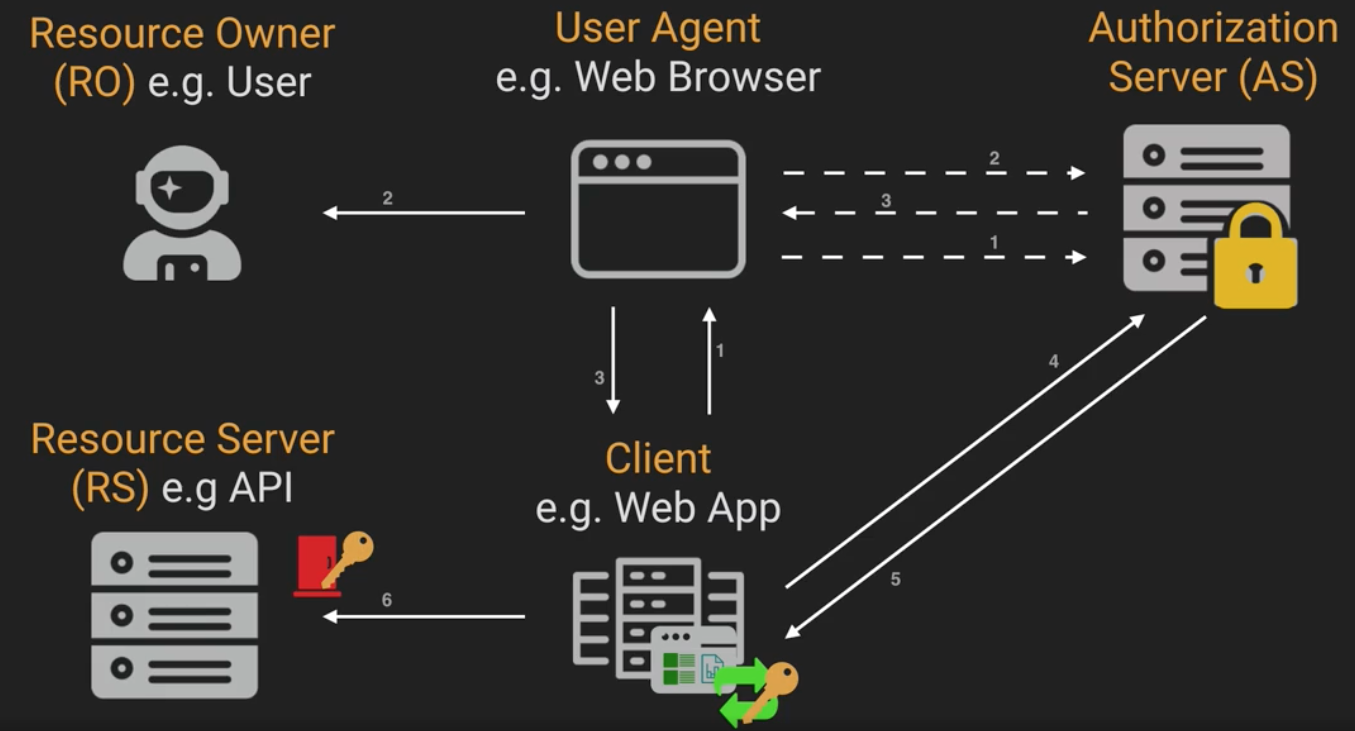 Resource Owner
(RO) e.g. User
User Agent
e.g. Web Browser
Authorization
Server (AS)
2
2
3
1
3
1
4
5
Resource Server
(RS) e.g API
Client
e.g. Web App
6